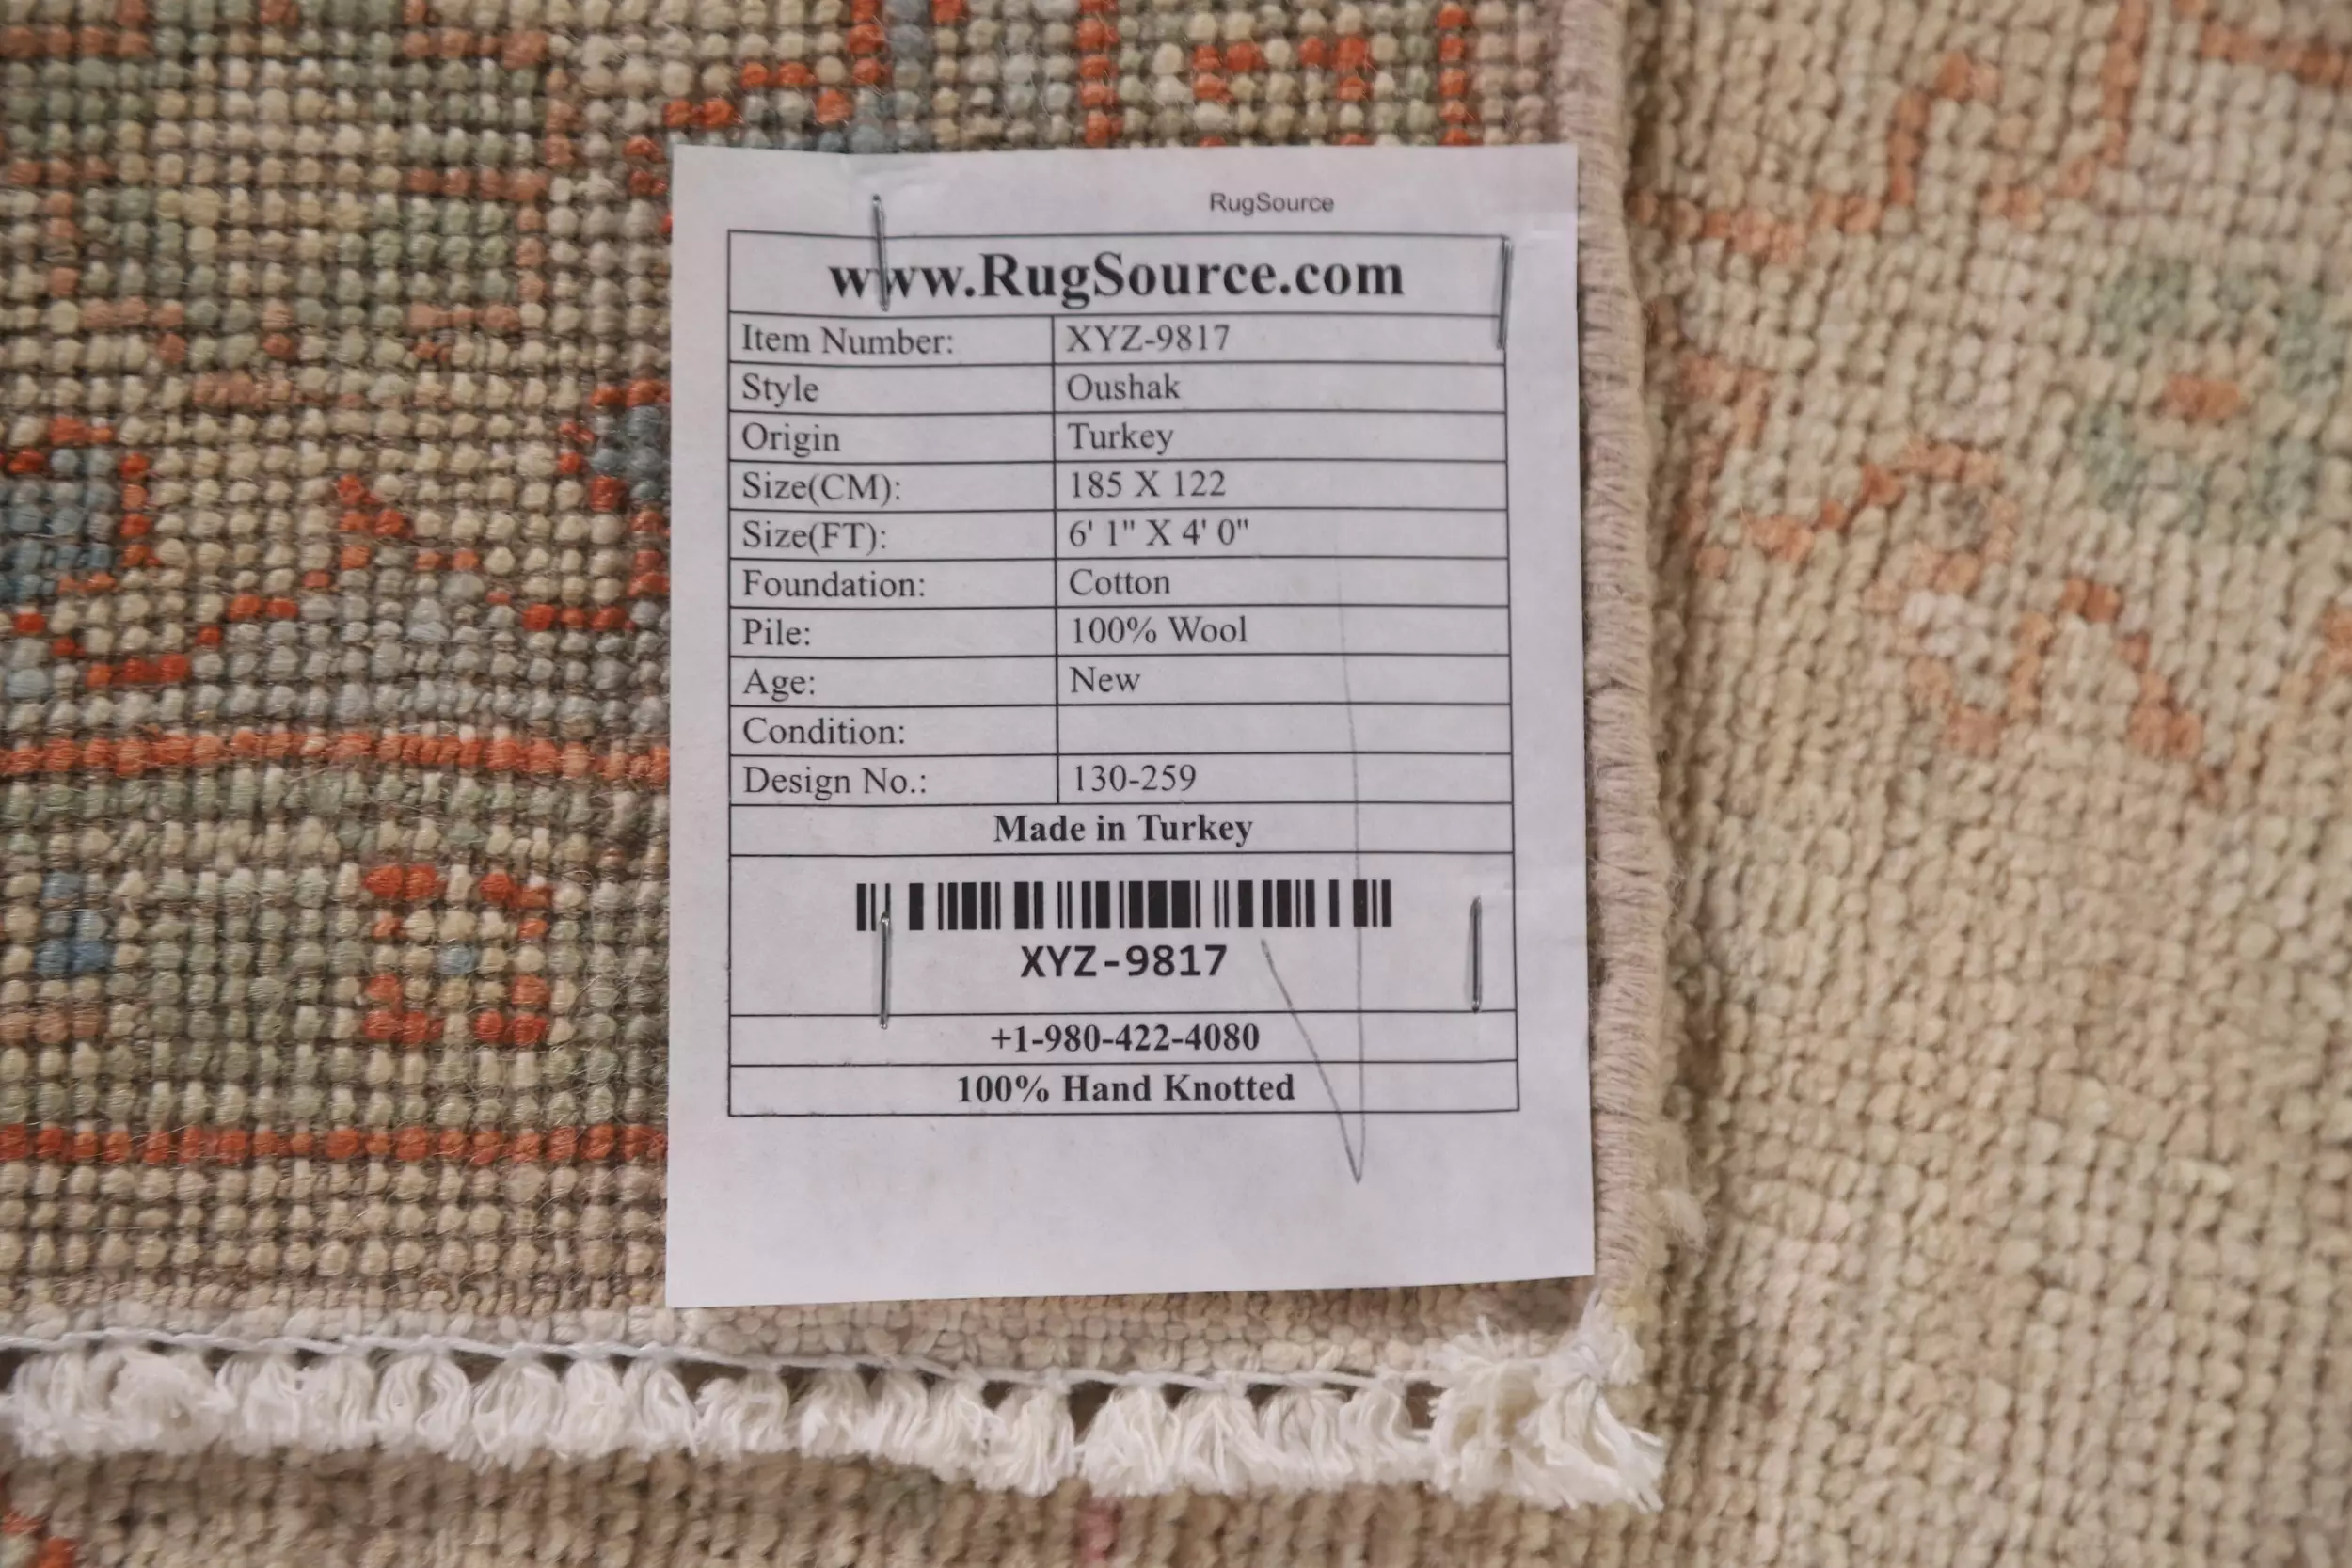 RugSource
www.RugSource.com
Item Number: XYZ-9817
Style Oushak
Origin Turkey
Size(CM): 185 X 122
Size(FT): 6' 1" X 4' 0"
Foundation: Cotton
Pile: 100% Wool
Age: New
Condition:
Design No.: 130-259
Made in Turkey
XYZ-9817
+1-980-422-4080
100% Hand Knotted